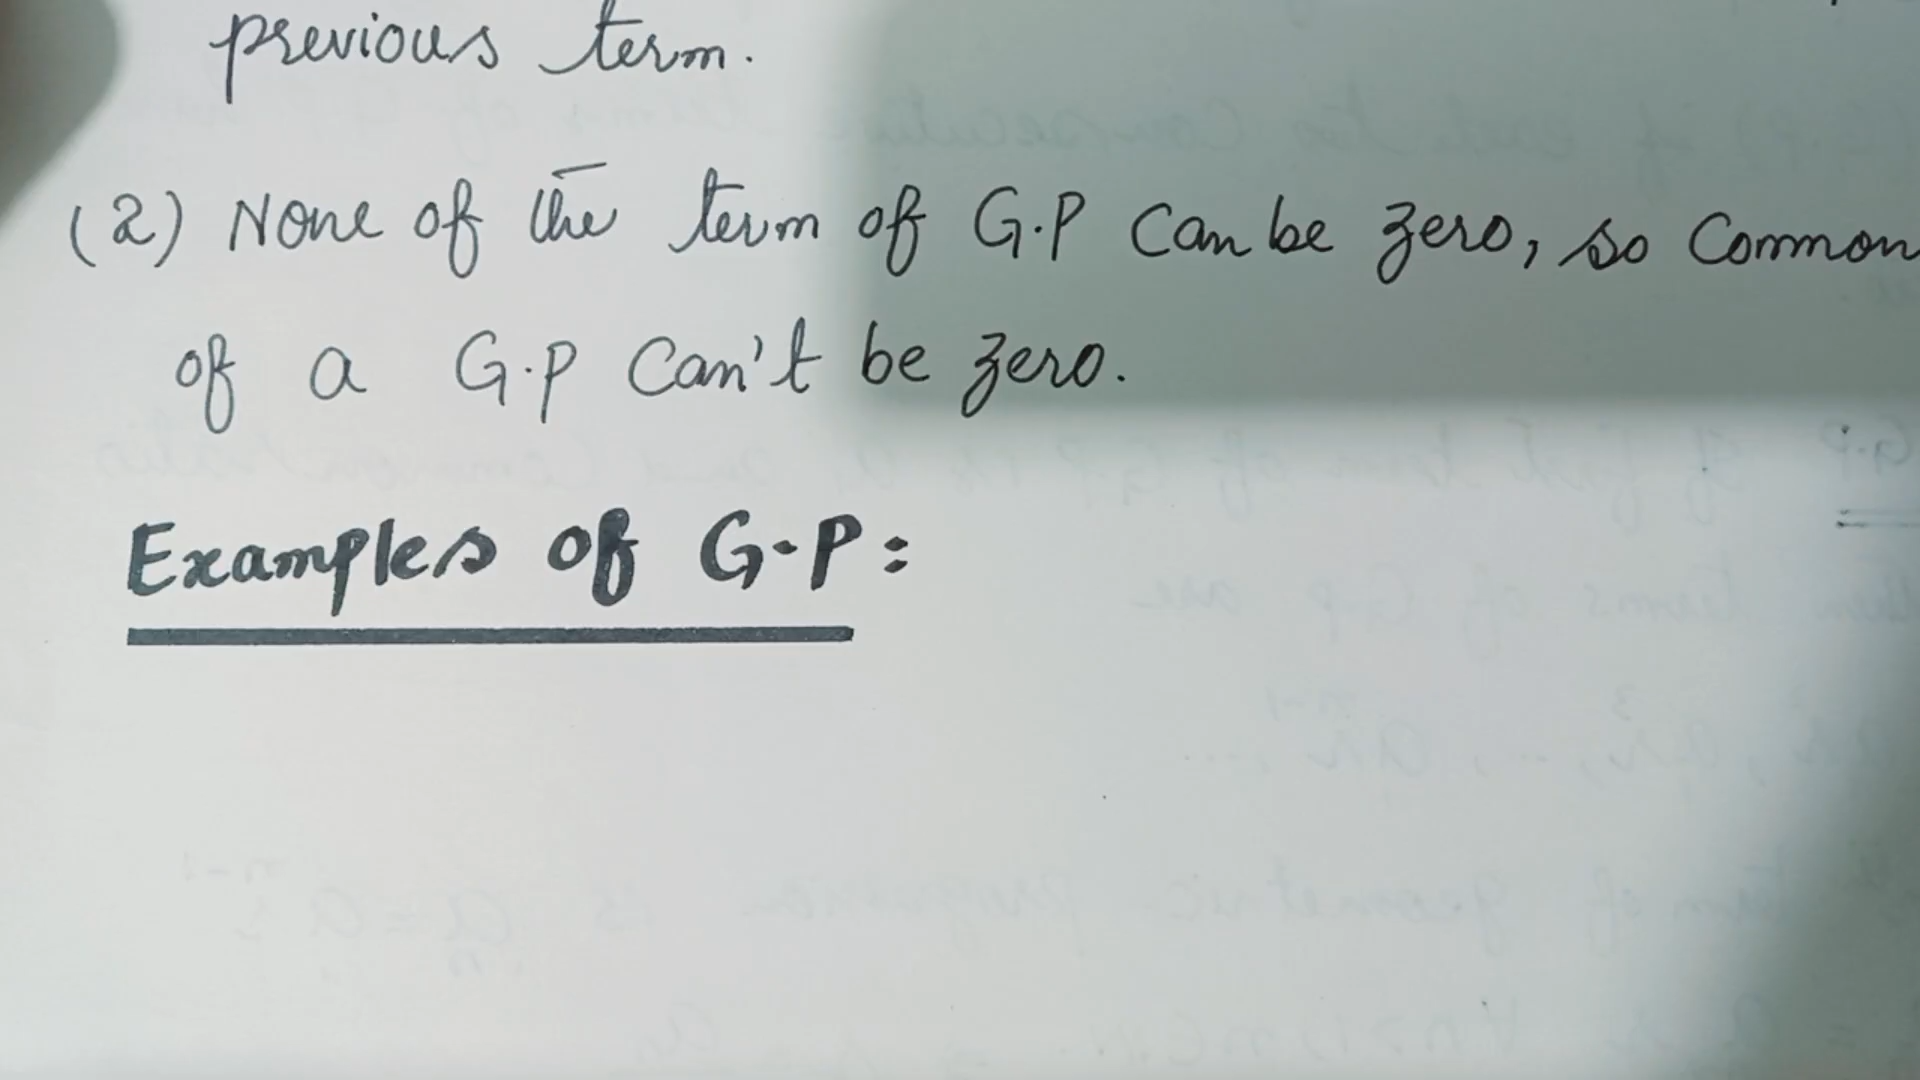 previous term.
(2) None of the term of G.P Can be zero, so Common
of a G.P Can't be zero.
Examples of G.P: